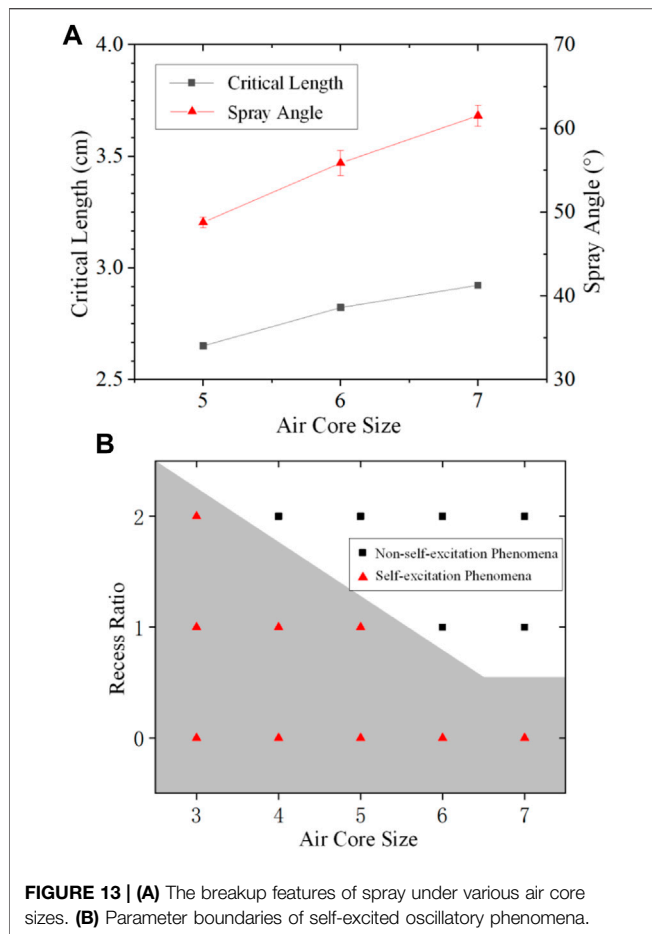 A
4.0
3.5
3.0
2.5
Critical Length (cm)
Critical Length
Spray Angle
70
60
50
40
30
Spray Angle (°)
5 6 7
Air Core Size
B
2
1
0
Recess Ratio
Non-self-excitation Phenomena
Self-excitation Phenomena
3 4 5 6 7
Air Core Size
FIGURE 13 | (A) The breakup features of spray under various air core
sizes. (B) Parameter boundaries of self-excited oscillatory phenomena.